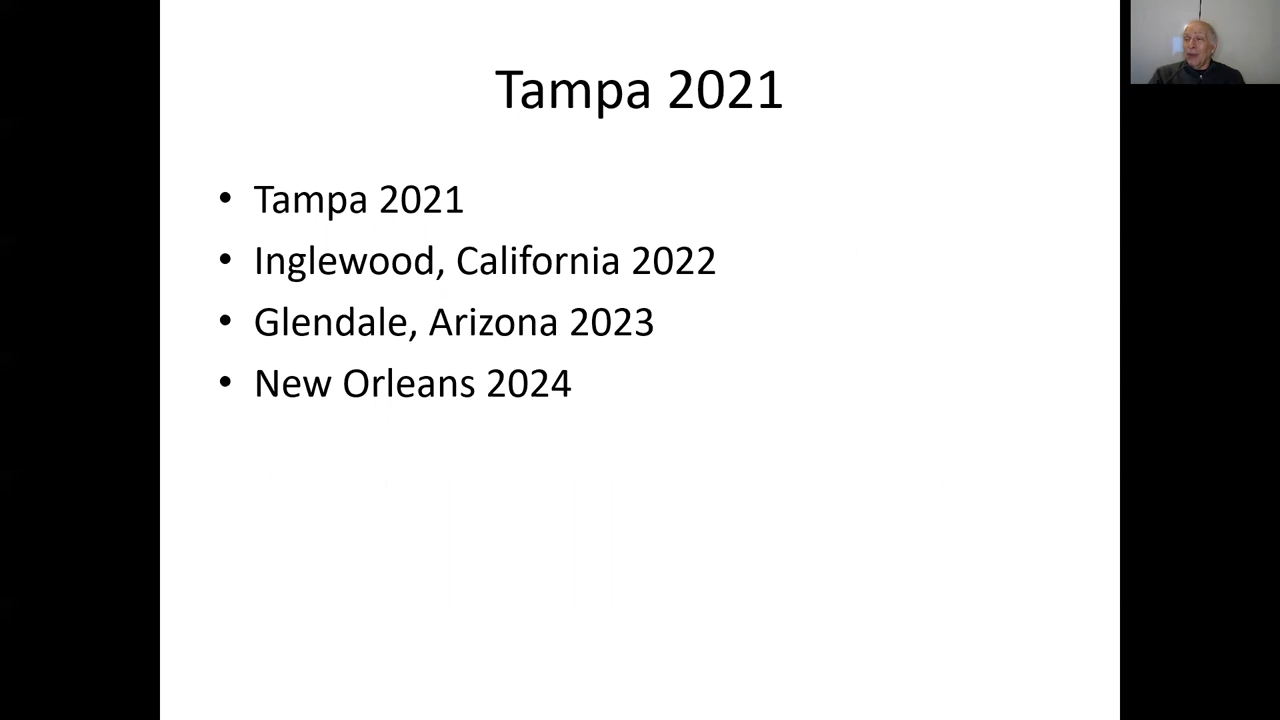 Tampa 2021
• Tampa 2021
• Inglewood, California 2022
• Glendale, Arizona 2023
• New Orleans 2024